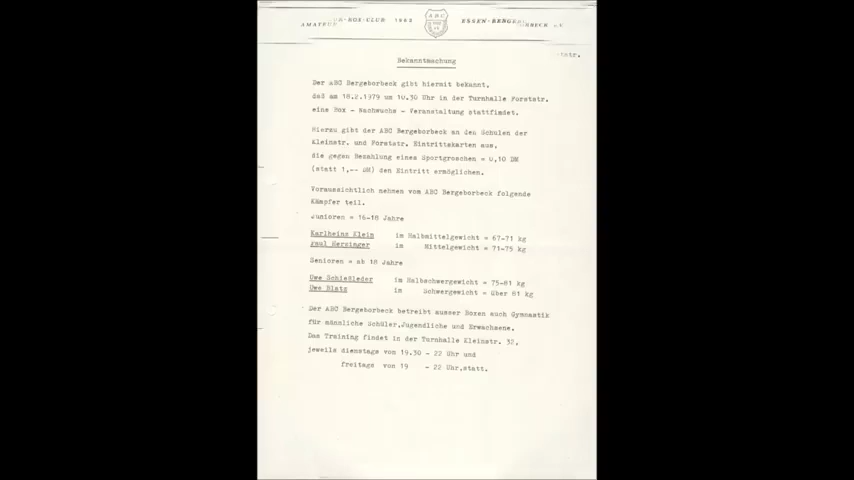 AMATEUR-BOX-CLUB 1952
ABC
ESSEN-BERGEBORBECK e.V.
Bekanntmachung
Der ABC Bergeborbeck gibt hiermit bekannt,
daß am 18.2.1979 um 10.30 Uhr in der Turnhalle Forststr.
eine Box - Nachwuchs - Veranstaltung stattfindet.
Hierzu gibt der ABC Bergeborbeck an den Schulen der
Kleinstr. und Forststr. Eintrittskarten aus,
die gegen Bezahlung eines Sportgroschen = 0,10 DM
(statt 1,-- DM) den Eintritt ermöglichen.
Voraussichtlich nehmen vom ABC Bergeborbeck folgende
Kämpfer teil.
Junioren = 16-18 Jahre
Karlheinz Klein im Halbmittelgewicht = 67-71 kg
Paul Herzinger im Mittelgewicht = 71-75 kg
Senioren = ab 18 Jahre
Uwe Schießleder im Halbschwergewicht = 75-81 kg
Uwe Blatz im Schwergewicht = über 81 kg
Der ABC Bergeborbeck betreibt ausser Boxen auch Gymnastik
für männliche Schüler,Jugendliche und Erwachsene.
Das Training findet in der Turnhalle Kleinstr. 32,
jeweils dienstags von 19.30 - 22 Uhr und
freitags von 19 - 22 Uhr,statt.